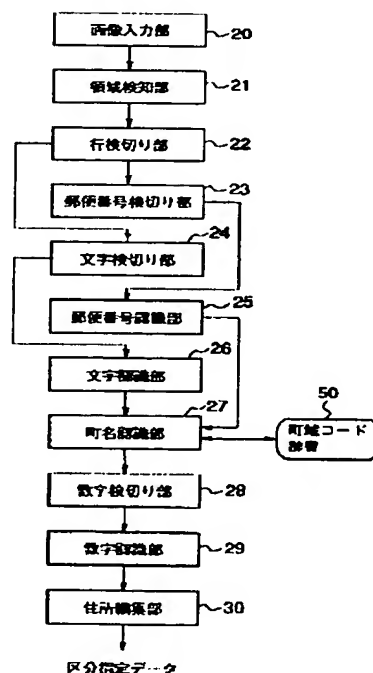 画像入力部
20
領域検知部
21
行検切り部
22
郵便番号検切り部
23
文字検切り部
24
郵便番号認識部
25
文字認識部
26
町名認識部
27
50
町域コード
辞書
数字検切り部
28
数字認識部
29
住所編集部
30
区分指定データ